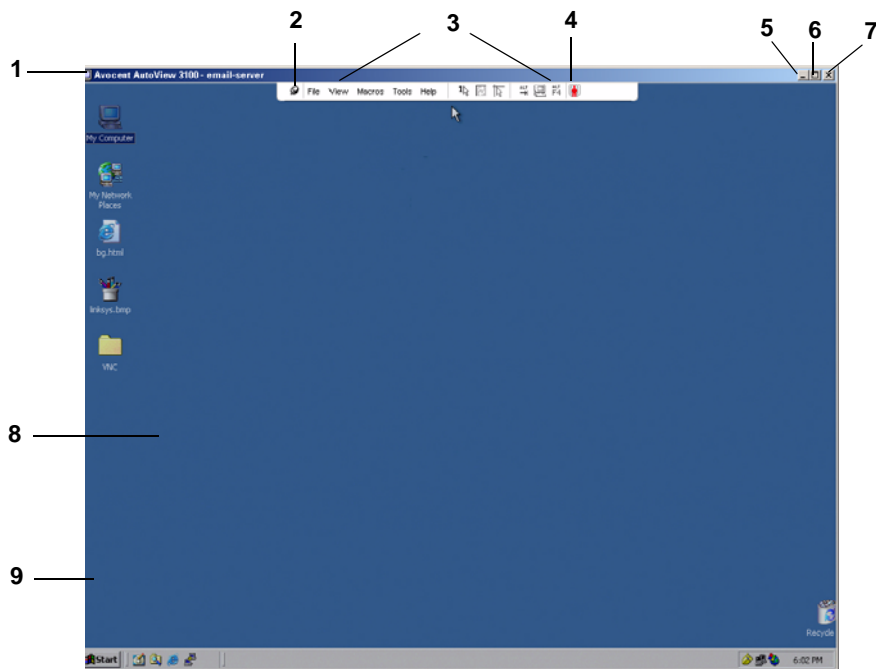 2
3
4
5
6
7
1
Avocent AutoView 3100 - email-server
File View Macros Tools Help
My Computer
My Network
Places
bg.html
linksys.bmp
VNC
8
9
Recycle
Start
6:02 PM